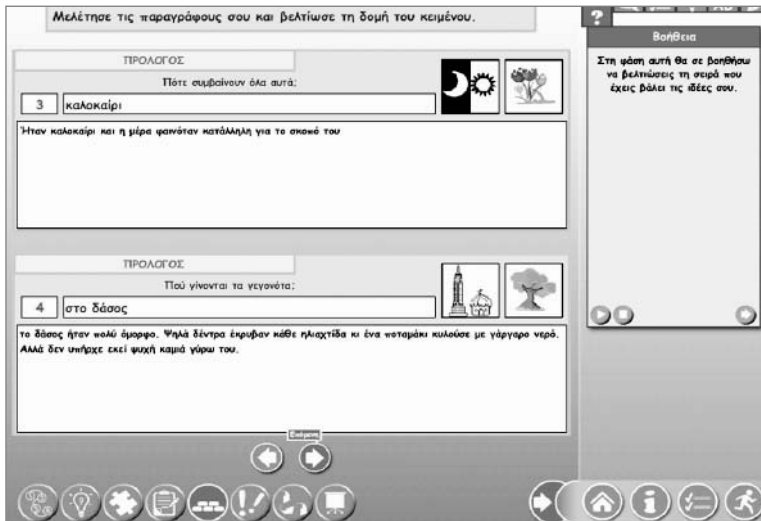 Μελέτησε τις παραγράφους σου και βελτίωσε τη δομή του κειμένου.
ΠΡΟΛΟΓΟΣ
Πότε συμβαίνουν όλα αυτά;
3 καλοκαίρι
Ήταν καλοκαίρι και η μέρα φαινόταν κατάλληλη για το σκοπό του
ΠΡΟΛΟΓΟΣ
Πού γίνονται τα γεγονότα;
4 στο δάσος
το δάσος ήταν πολύ όμορφο. Ψηλά δέντρα έκρυβαν κάθε ηλιαχτίδα κι ένα ποταμάκι κυλούσε με γάργαρο νερό.
Αλλά δεν υπήρχε εκεί ψυχή καμιά γύρω του.
?
Βοήθεια
Στη φάση αυτή θα σε βοηθήσω
να βελτιώσεις τη σειρά που
έχεις βάλει τις ιδέες σου.